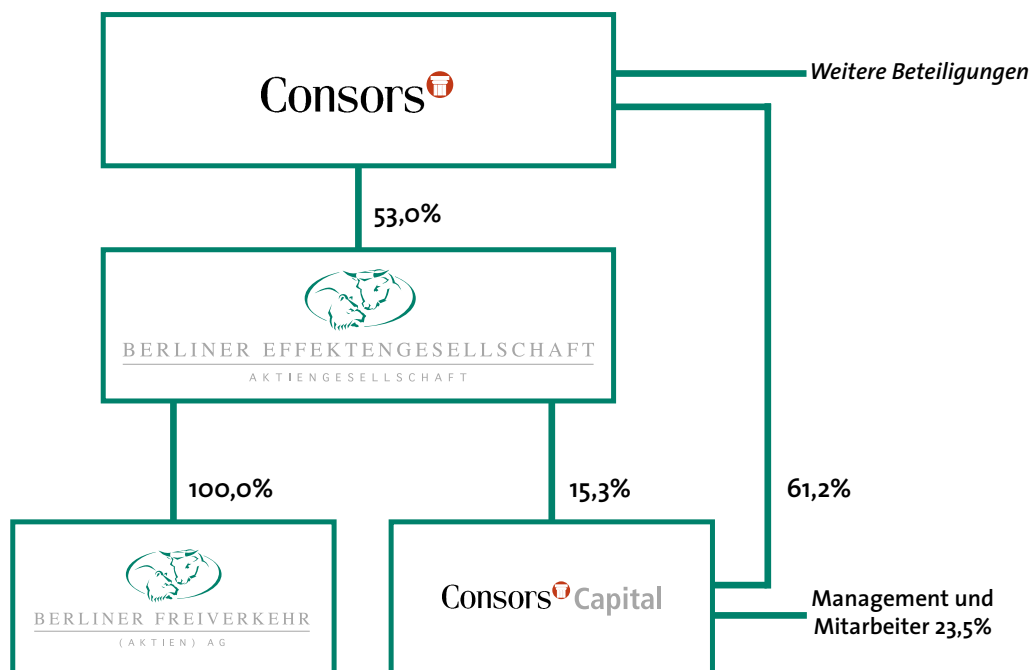 Consors
Weitere Beteiligungen
53,0%
BERLINER EFFEKTENGESELLSCHAFT
AKTIENGESELLSCHAFT
100,0%
15,3%
61,2%
BERLINER FREIVERKEHR
(AKTIEN) AG
Consors Capital
Management und
Mitarbeiter 23,5%